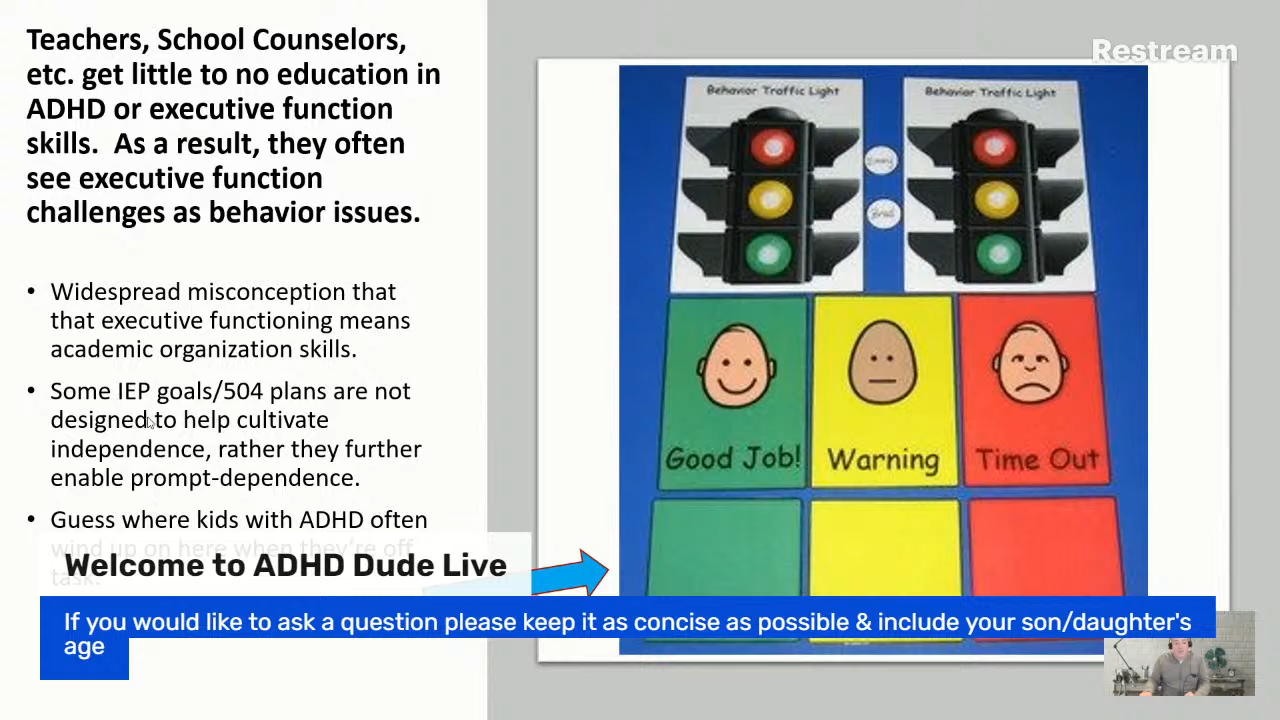 Teachers, School Counselors,
etc. get little to no education in
ADHD or executive function
skills.  As a result, they often
see executive function
challenges as behavior issues.
• Widespread misconception that
that executive functioning means
academic organization skills.
• Some IEP goals/504 plans are not
designed to help cultivate
independence, rather they further
enable prompt-dependence.
• Guess where kids with ADHD often
wind up on here when they're off
task.
Restream
Behavior Traffic Light
Behavior Traffic Light
Good Job!
Warning
Time Out
Welcome to ADHD Dude Live
If you would like to ask a question please keep it as concise as possible & include your son/daughter's
age